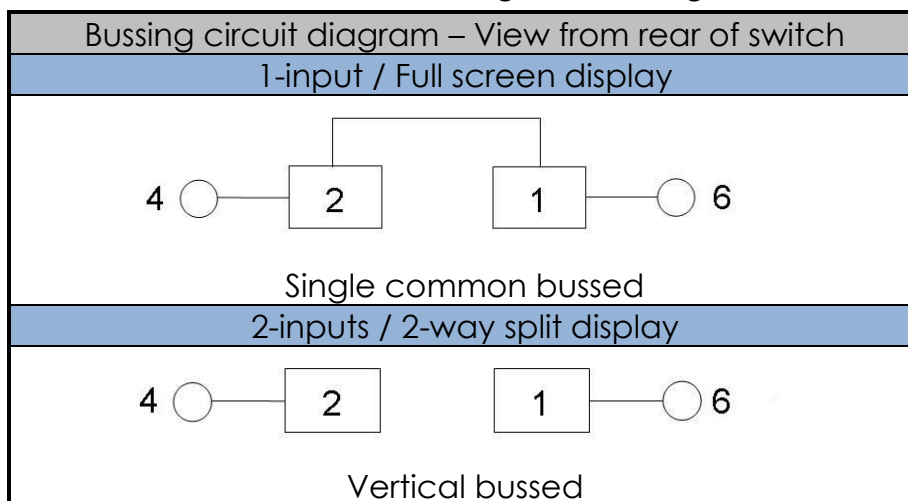 Bussing circuit diagram – View from rear of switch
1-input / Full screen display
4 2 1 6
Single common bussed
2-inputs / 2-way split display
4 2 1 6
Vertical bussed